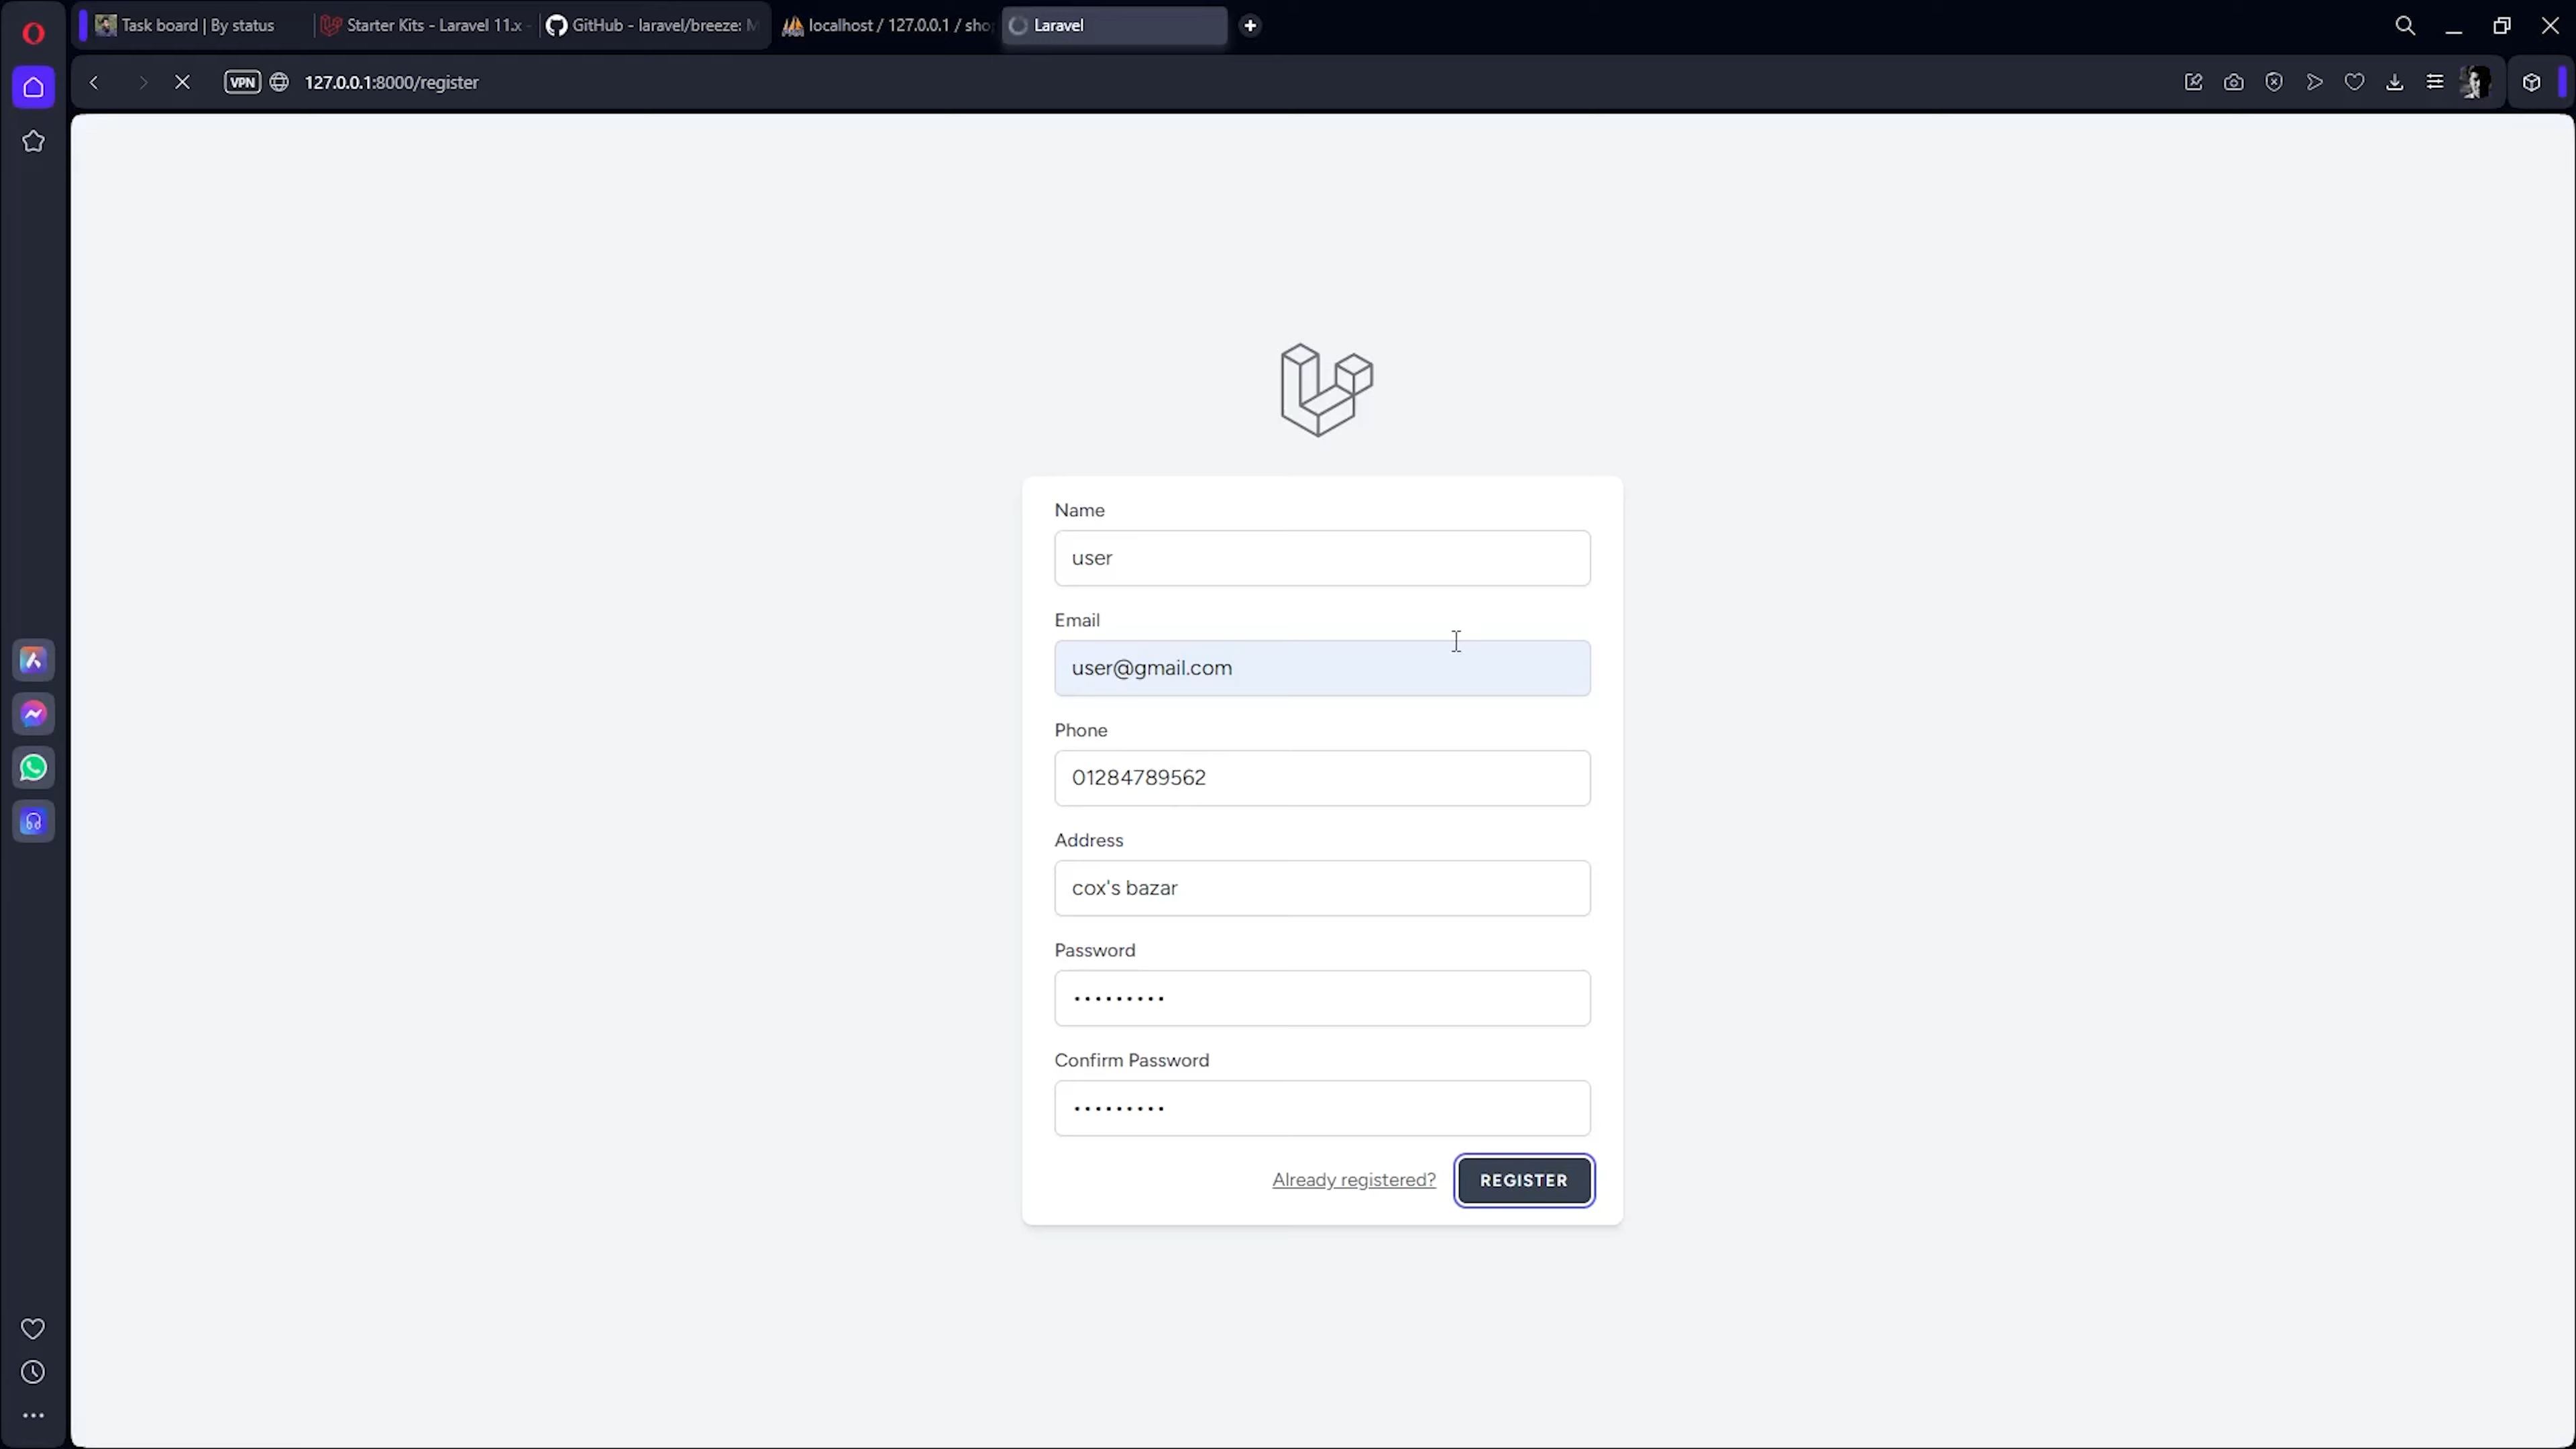 Task board | By status
Starter Kits - Laravel 11.x -
GitHub - laravel/breeze: M
localhost / 127.0.0.1 / sho
Laravel
VPN
127.0.0.1:8000/register
Name
user
Email
user@gmail.com
Phone
01284789562
Address
cox's bazar
Password
•••••••••
Confirm Password
•••••••••
Already registered?
REGISTER